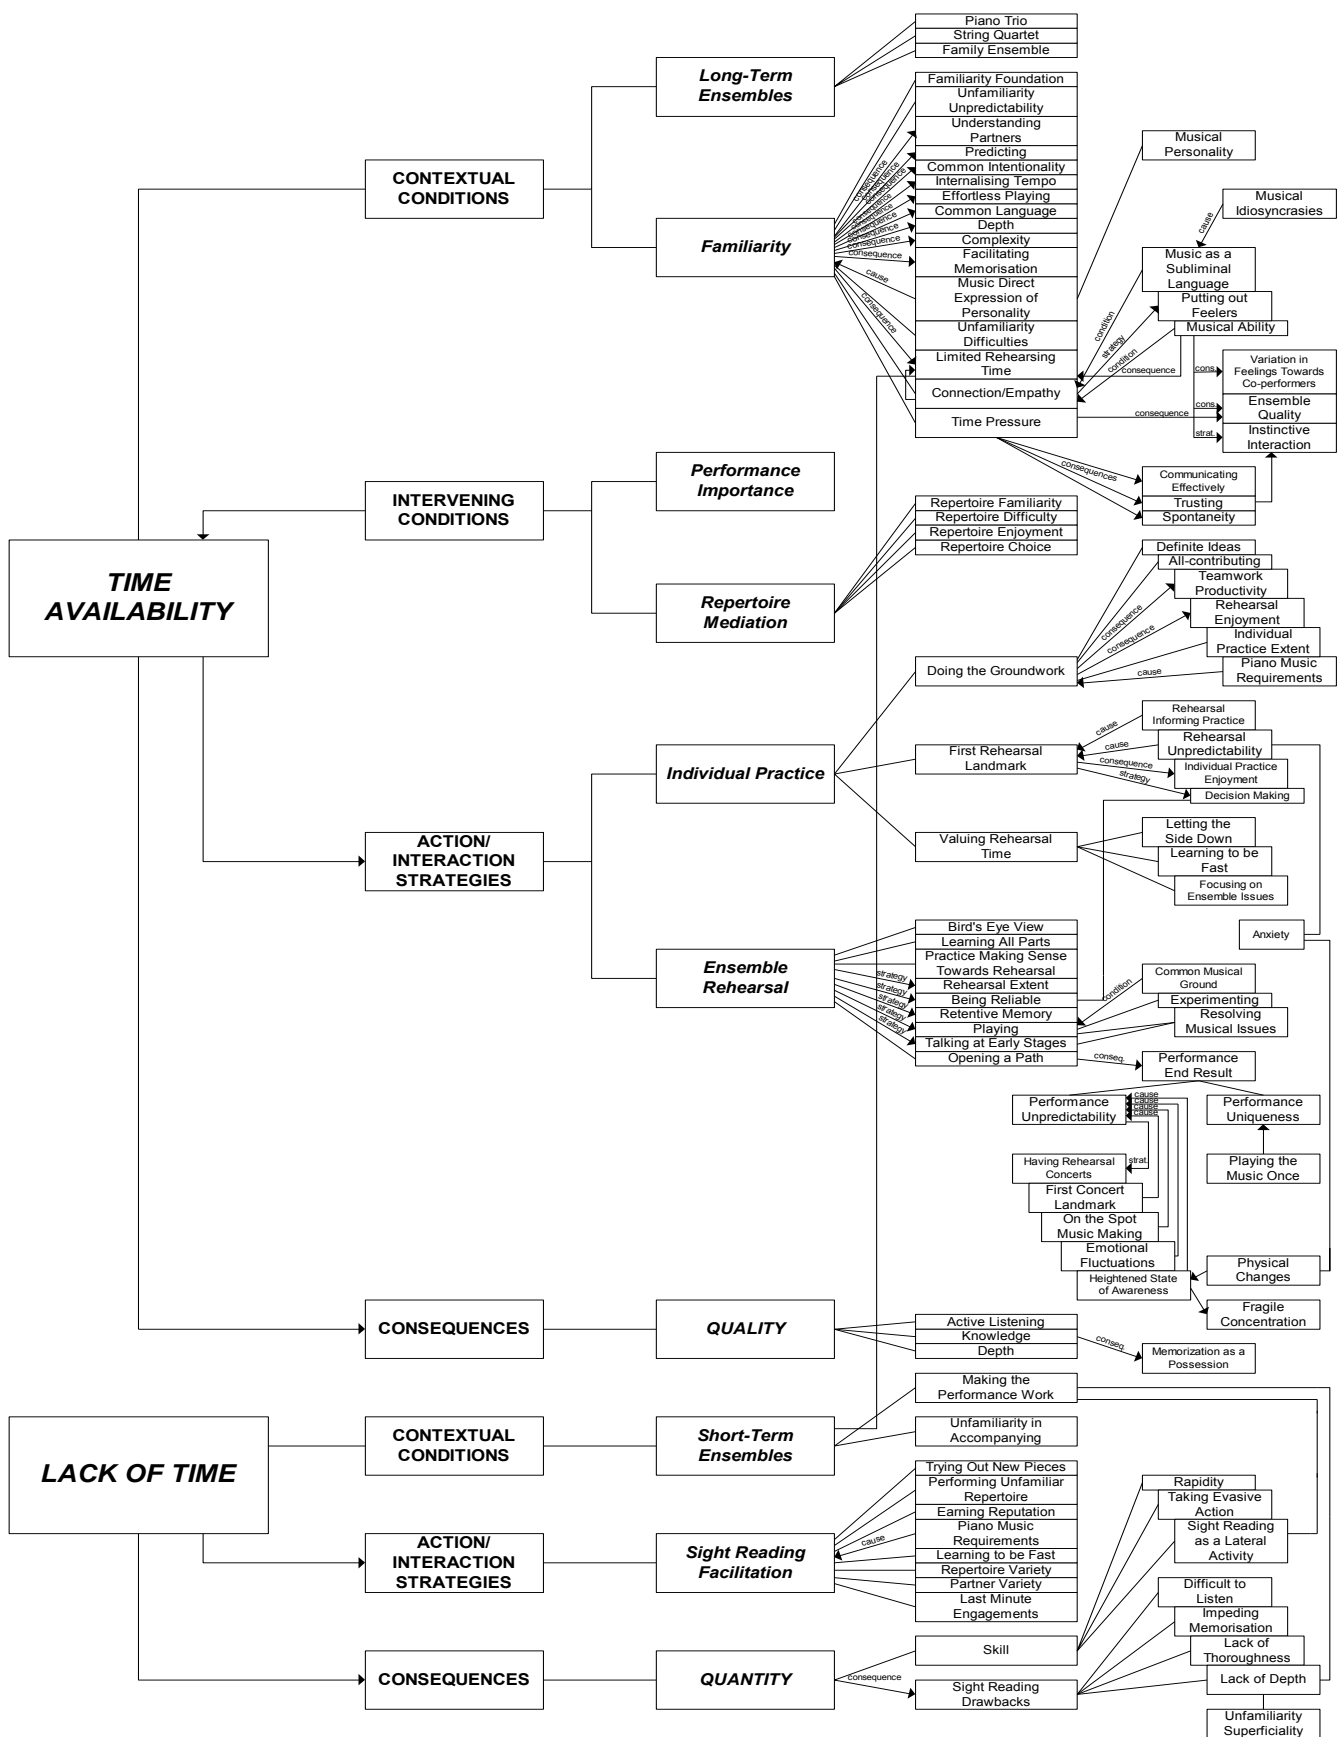 Piano Trio
String Quartet
Family Ensemble
Long-Term
Ensembles
Familiarity Foundation
Unfamiliarity
Unpredictability
Understanding
Partners
Predicting
Common Intentionality
Internalising Tempo
Effortless Playing
Common Language
Depth
Complexity
Facilitating
Memorisation
Music Direct
Expression of
Personality
Unfamiliarity
Difficulties
Limited Rehearsing
Time
Connection/Empathy
Time Pressure
Musical
Personality
Musical
Idiosyncrasies
cause
Music as a
Subliminal
Language
Putting out
Feelers
Musical Ability
condition
strategy
condition
consequence
CONTEXTUAL
CONDITIONS
Familiarity
consequence
consequence
consequence
consequence
consequence
consequence
consequence
consequence
consequence
cause
consequence
cons.
Variation in
Feelings Towards
Co-performers
cons.
Ensemble
Quality
consequence
strat.
Instinctive
Interaction
consequences
Communicating
Effectively
Trusting
Spontaneity
Performance
Importance
INTERVENING
CONDITIONS
Repertoire Familiarity
Repertoire Difficulty
Repertoire Enjoyment
Repertoire Choice
TIME
AVAILABILITY
Repertoire
Mediation
Definite Ideas
All-contributing
Teamwork
Productivity
Rehearsal
Enjoyment
Individual
Practice Extent
Piano Music
Requirements
consequence
consequence
cause
Doing the Groundwork
Individual Practice
First Rehearsal
Landmark
Rehearsal
Informing Practice
Rehearsal
Unpredictability
Individual Practice
Enjoyment
Decision Making
cause
cause
consequence
strategy
Valuing Rehearsal
Time
Letting the
Side Down
Learning to be
Fast
Focusing on
Ensemble Issues
ACTION/
INTERACTION
STRATEGIES
Anxiety
Ensemble
Rehearsal
Bird's Eye View
Learning All Parts
Practice Making Sense
Towards Rehearsal
Rehearsal Extent
Being Reliable
Retentive Memory
Playing
Talking at Early Stages
Opening a Path
strategy
strategy
strategy
strategy
strategy
condition
Common Musical
Ground
Experimenting
Resolving
Musical Issues
conseq.
Performance
End Result
Performance
Unpredictability
cause
cause
cause
cause
Performance
Uniqueness
strat.
Having Rehearsal
Concerts
First Concert
Landmark
On the Spot
Music Making
Emotional
Fluctuations
Heightened State
of Awareness
Playing the
Music Once
Physical
Changes
Fragile
Concentration
CONSEQUENCES
QUALITY
Active Listening
Knowledge
Depth
conseq.
Memorization as a
Possession
LACK OF TIME
CONTEXTUAL
CONDITIONS
Short-Term
Ensembles
Making the
Performance Work
Unfamiliarity in
Accompanying
ACTION/
INTERACTION
STRATEGIES
Sight Reading
Facilitation
cause
Trying Out New Pieces
Performing Unfamiliar
Repertoire
Earning Reputation
Piano Music
Requirements
Learning to be Fast
Repertoire Variety
Partner Variety
Last Minute
Engagements
Rapidity
Taking Evasive
Action
Sight Reading
as a Lateral
Activity
Difficult to
Listen
Impeding
Memorisation
Lack of
Thoroughness
Lack of Depth
Unfamiliarity
Superficiality
CONSEQUENCES
QUANTITY
consequence
Skill
Sight Reading
Drawbacks